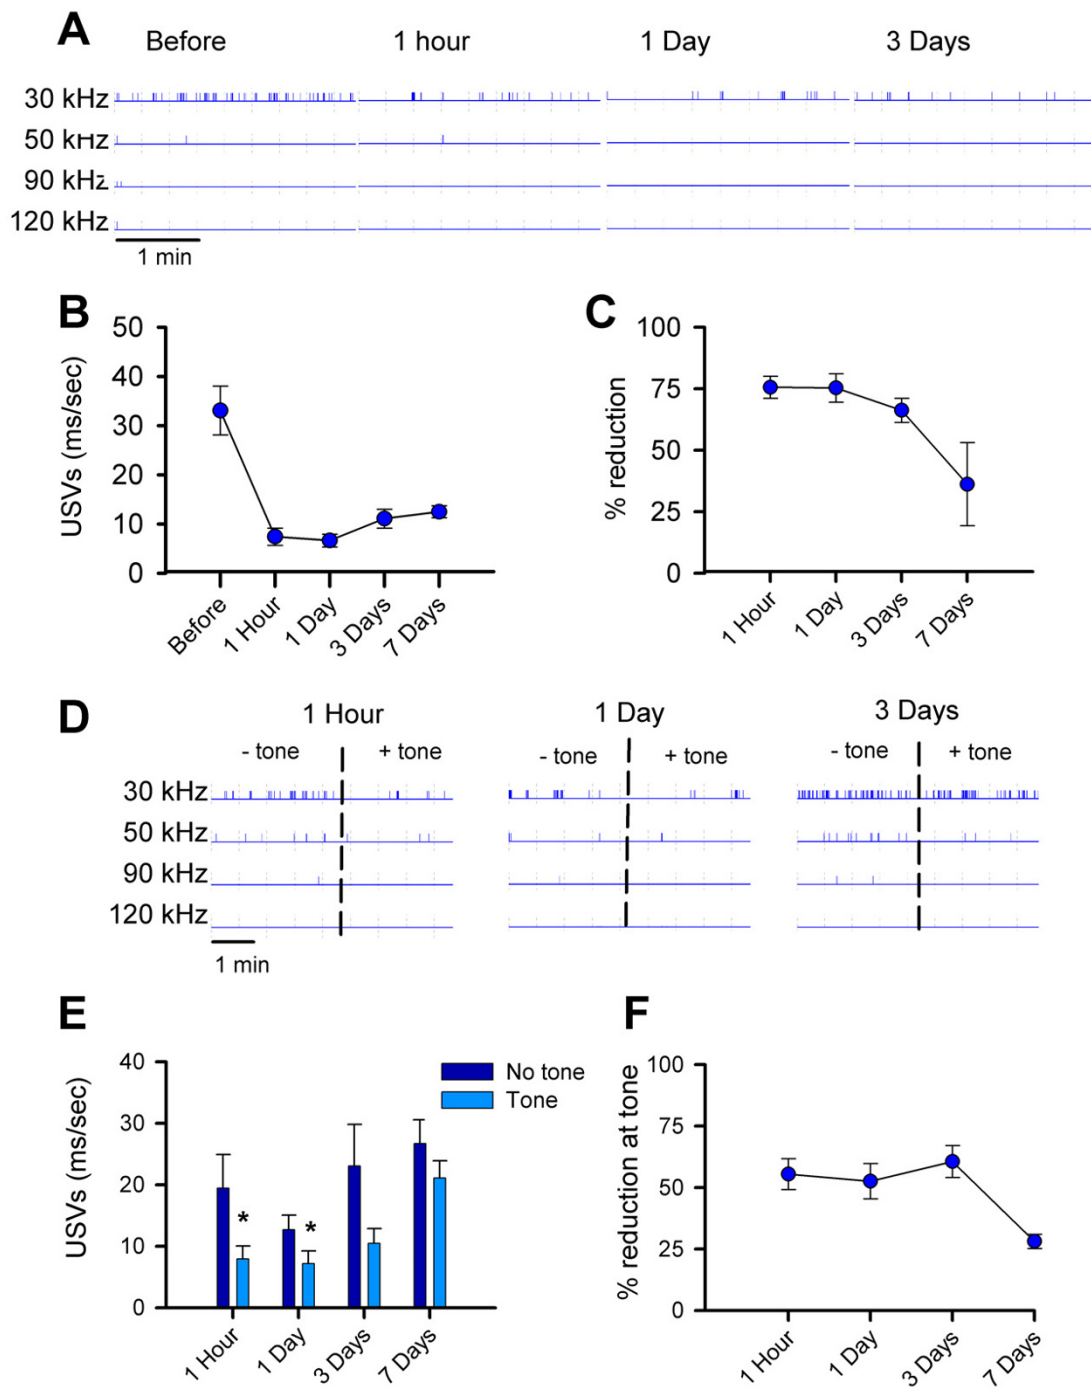 A
Before 1 hour 1 Day 3 Days
30 kHz
50 kHz
90 kHz
120 kHz
1 min
B
50
40
30
20
10
0
USVs (ms/sec)
Before 1 Hour 1 Day 3 Days 7 Days
C
100
75
50
25
0
% reduction
1 Hour 1 Day 3 Days 7 Days
D
1 Hour 1 Day 3 Days
- tone + tone - tone + tone - tone + tone
30 kHz
50 kHz
90 kHz
120 kHz
1 min
E
40
30
20
10
0
USVs (ms/sec)
No tone
Tone
* *
1 Hour 1 Day 3 Days 7 Days
F
100
75
50
25
0
% reduction at tone
1 Hour 1 Day 3 Days 7 Days